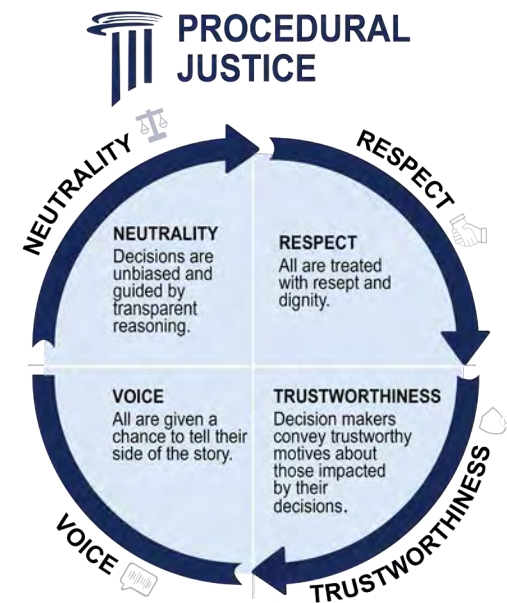 PROCEDURAL
JUSTICE
NEUTRALITY
RESPECT
NEUTRALITY
Decisions are
unbiased and
guided by
transparent
reasoning.
RESPECT
All are treated
with resept and
dignity.
VOICE
All are given a
chance to tell their
side of the story.
TRUSTWORTHINESS
Decision makers
convey trustworthy
motives about
those impacted
by their
decisions.
VOICE
TRUSTWORTHINESS